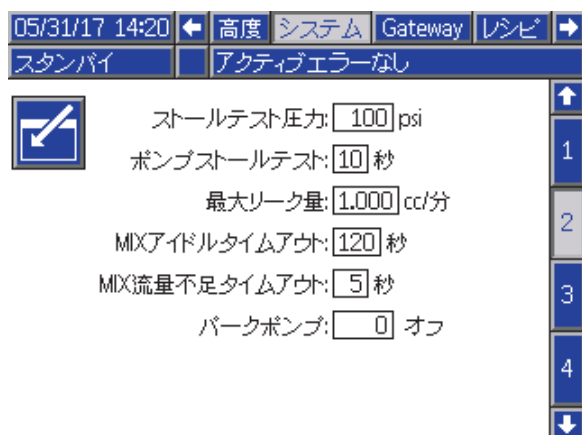 05/31/17 14:20 高度 システム Gateway レシピ
スタンバイ アクティブエラーなし
ストールテスト圧力: 100 psi
ポンプストールテスト: 10 秒
最大リーク量: 1.000 cc/分
MIXアイドルタイムアウト: 120 秒
MIX流量不足タイムアウト: 5 秒
パークポンプ: 0 オフ
1
2
3
4